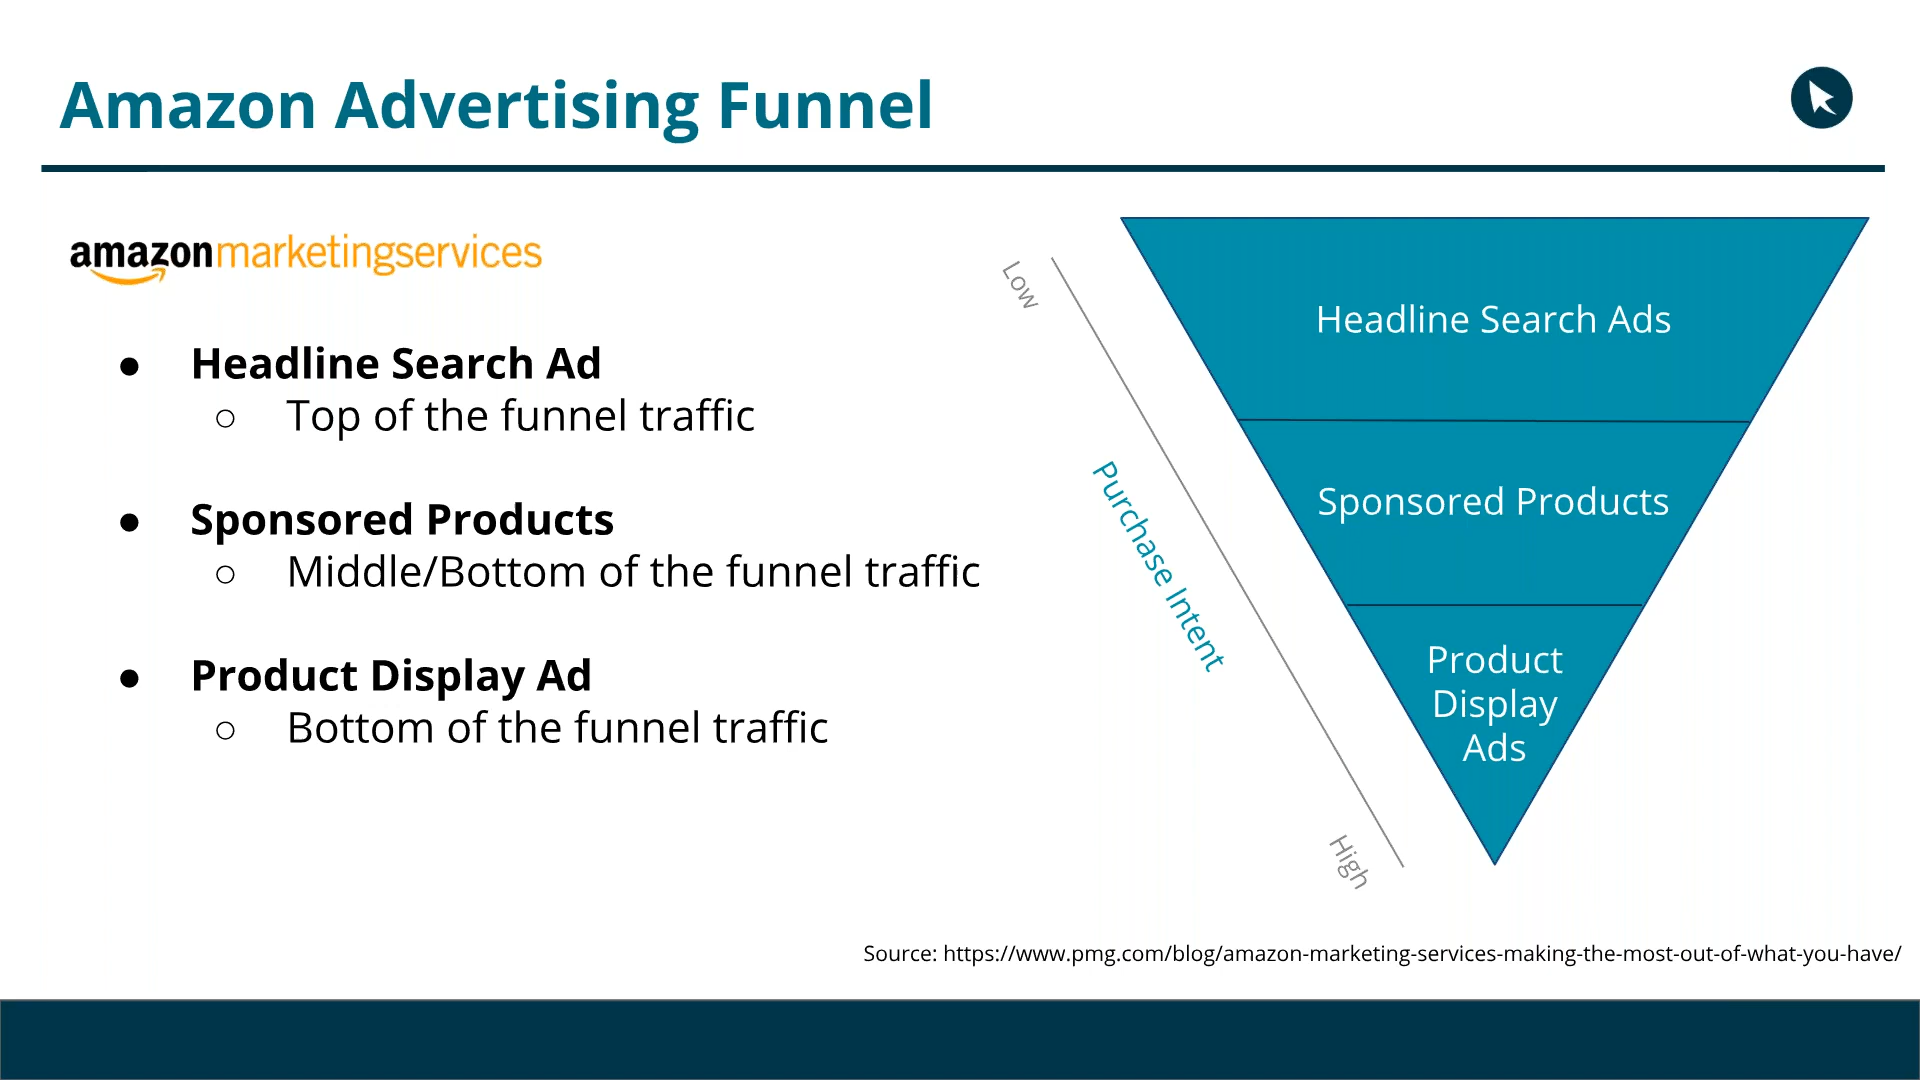 Amazon Advertising Funnel
amazonmarketingservices
● Headline Search Ad
○ Top of the funnel traffic
● Sponsored Products
○ Middle/Bottom of the funnel traffic
● Product Display Ad
○ Bottom of the funnel traffic
Low
Purchase Intent
High
Headline Search Ads
Sponsored Products
Product
Display
Ads
Source: https://www.pmg.com/blog/amazon-marketing-services-making-the-most-out-of-what-you-have/